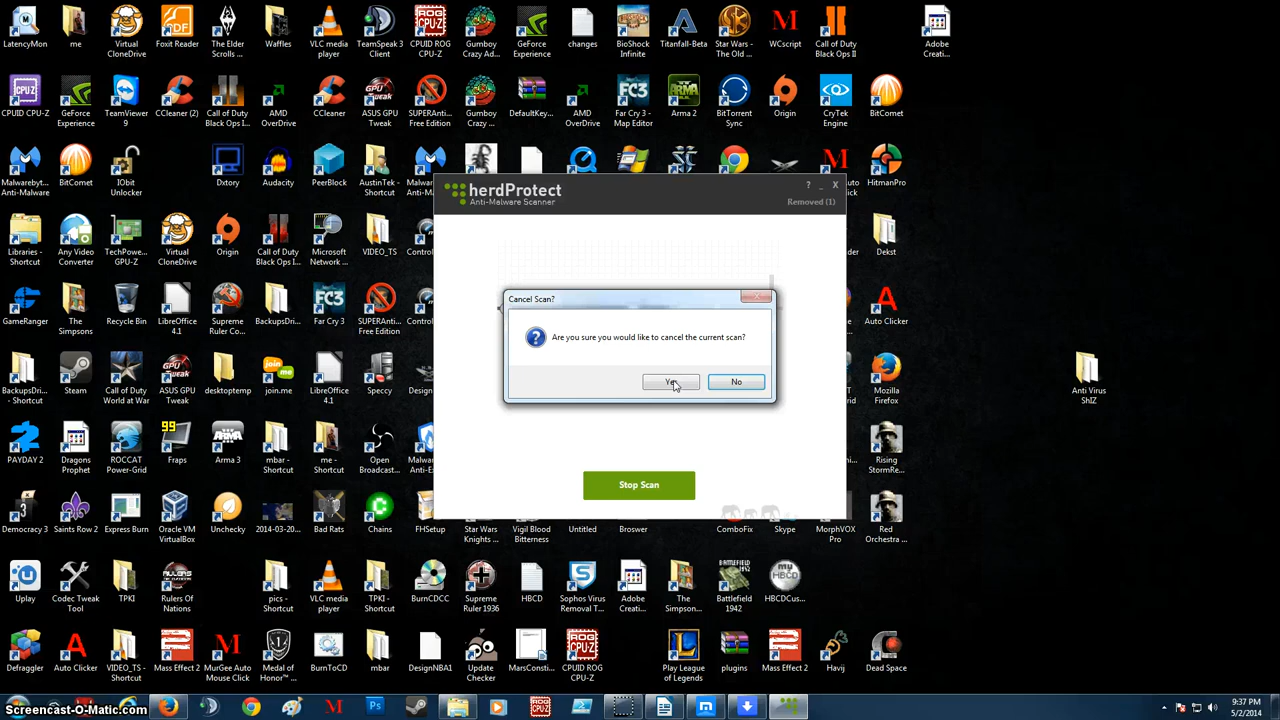 LatencyMon
me
Virtual
CloneDrive
Foxit Reader
The Elder
Scrolls ...
Waffles
VLC media
player
TeamSpeak 3
Client
CPUID ROG
CPU-Z
Gumboy
Crazy Ad...
GeForce
Experience
changes
BioShock
Infinite
Titanfall-Beta
Star Wars -
The Old ...
WCscript
Call of Duty
Black Ops II
Adobe
Creati...
CPUID CPU-Z
GeForce
Experience
TeamViewer
9
CCleaner (2)
Call of Duty
Black Ops I...
AMD
OverDrive
CCleaner
ASUS GPU
Tweak
SUPERAnti...
Free Edition
Gumboy
Crazy ...
DefaultKey...
AMD
OverDrive
Far Cry 3 -
Map Editor
Arma 2
BitTorrent
Sync
Origin
CryTek
Engine
BitComet
Malwarebyt...
Anti-Malware
BitComet
IObit
Unlocker
Dxtory
Audacity
PeerBlock
AustinTek -
Shortcut
HitmanPro
herdProtect
Anti-Malware Scanner
? _ X
Removed (1)
Libraries -
Shortcut
Any Video
Converter
TechPowe...
GPU-Z
Virtual
CloneDrive
Origin
Call of Duty
Black Ops II
Microsoft
Network ...
VIDEO_TS
Dekst
GameRanger
The
Simpsons
Recycle Bin
LibreOffice
4.1
Supreme
Ruler Co...
BackupsDri...
- Shortcut
Far Cry 3
SUPERAnti...
Free Edition
Auto Clicker
Cancel Scan?
Are you sure you would like to cancel the current scan?
No
BackupsDri...
- Shortcut
Steam
Call of Duty
World at War
ASUS GPU
Tweak
desktoptemp
join.me
LibreOffice
4.1
Speccy
Mozilla
Firefox
Anti Virus
ShIZ
PAYDAY 2
Dragons
Prophet
ROCCAT
Power-Grid
99
Fraps
Arma 3
mbar -
Shortcut
me -
Shortcut
Open
Broadcast...
Rising
StormRe...
Stop Scan
Democracy 3
Saints Row 2
Express Burn
Oracle VM
VirtualBox
Unchecky
2014-03-20...
Bad Rats
Chains
FHSetup
Star Wars
Knights ...
Vigil Blood
Bitterness
Untitled
Broswer
ComboFix
Skype
MorphVOX
Pro
Red
Orchestra ...
Uplay
Codec Tweak
Tool
TPKI
Rulers Of
Nations
pics -
Shortcut
VLC media
player
TPKI -
Shortcut
BurnCDCC
Supreme
Ruler 1936
HBCD
Sophos Virus
Removal T...
Adobe
Creati...
The
Simpson...
Battlefield
1942
HBCDCus...
Defraggler
Auto Clicker
VIDEO_TS -
Shortcut
Mass Effect 2
MurGee Auto
Mouse Click
Medal of
Honor™ ...
BurnToCD
mbar
DesignNBA1
Update
Checker
MarsConsti...
CPUID ROG
CPU-Z
Play League
of Legends
plugins
Mass Effect 2
Havij
Dead Space
Screencast-O-Matic.com
9:37 PM
5/2/2014